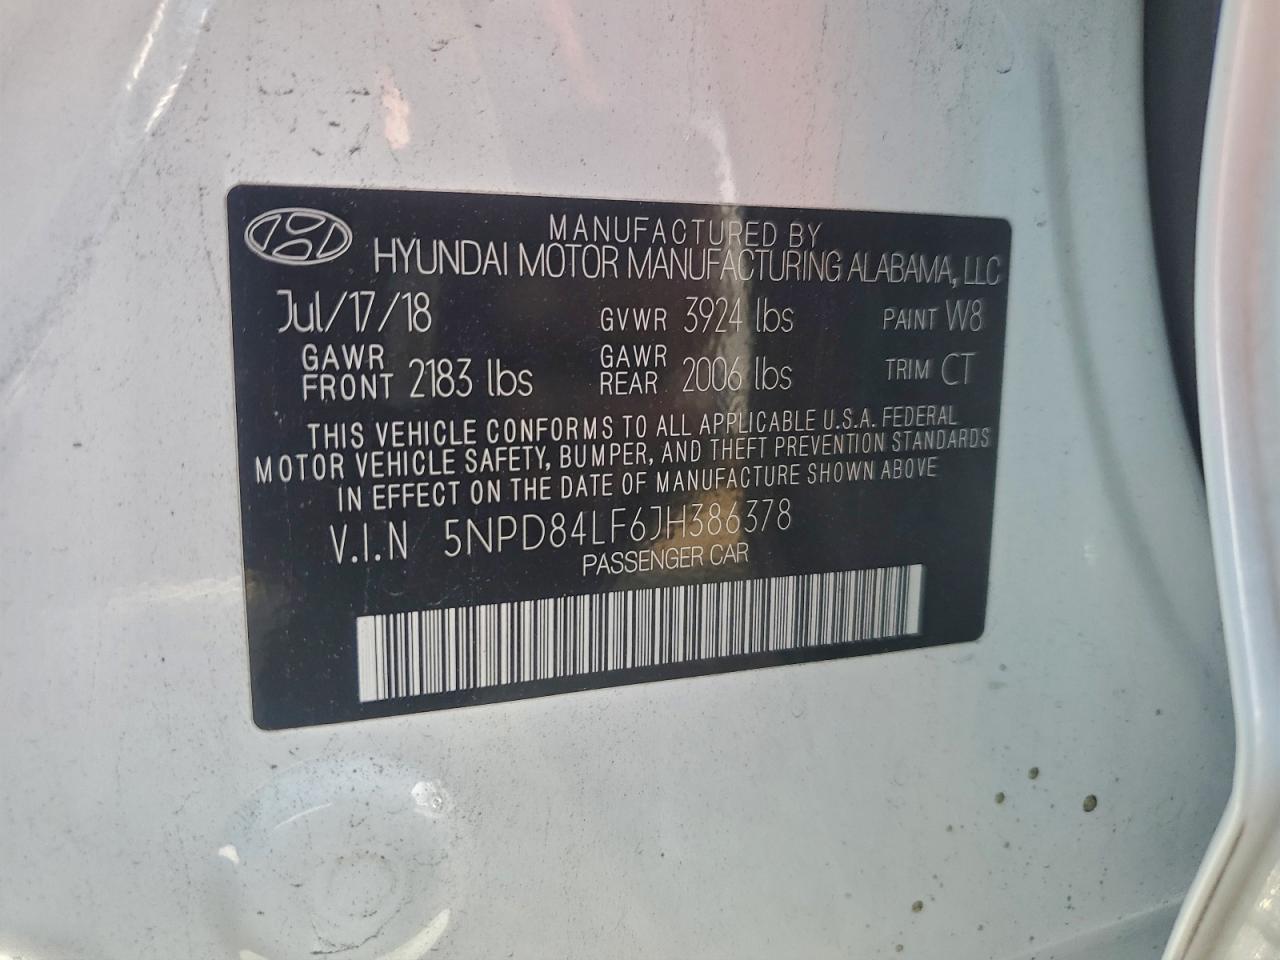 MANUFACTURED BY
HYUNDAI MOTOR MANUFACTURING ALABAMA, LLC
Jul/17/18 GVWR 3924 lbs PAINT W8
GAWR FRONT 2183 lbs GAWR REAR 2006 lbs TRIM CT
THIS VEHICLE CONFORMS TO ALL APPLICABLE U.S.A. FEDERAL
MOTOR VEHICLE SAFETY, BUMPER, AND THEFT PREVENTION STANDARDS
IN EFFECT ON THE DATE OF MANUFACTURE SHOWN ABOVE
V.I.N 5NPD84LF6JH386378
PASSENGER CAR